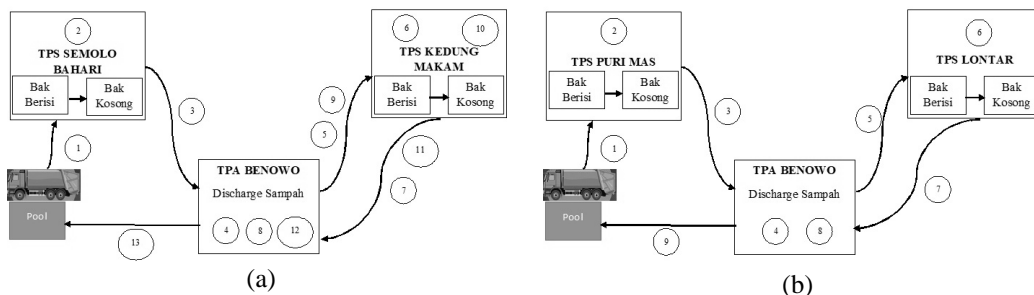 2
TPS SEMOLO
BAHARI
Bak
Berisi
Bak
Kosong
1
3
Pool
TPA BENOWO
Discharge Sampah
4 8 12
13
6 10
TPS KEDUNG
MAKAM
Bak
Berisi
Bak
Kosong
9
5
11
7
(a)
2
TPS PURI MAS
Bak
Berisi
Bak
Kosong
1
3
Pool
TPA BENOWO
Discharge Sampah
4 8
9
6
TPS LONTAR
Bak
Berisi
Bak
Kosong
5
7
(b)